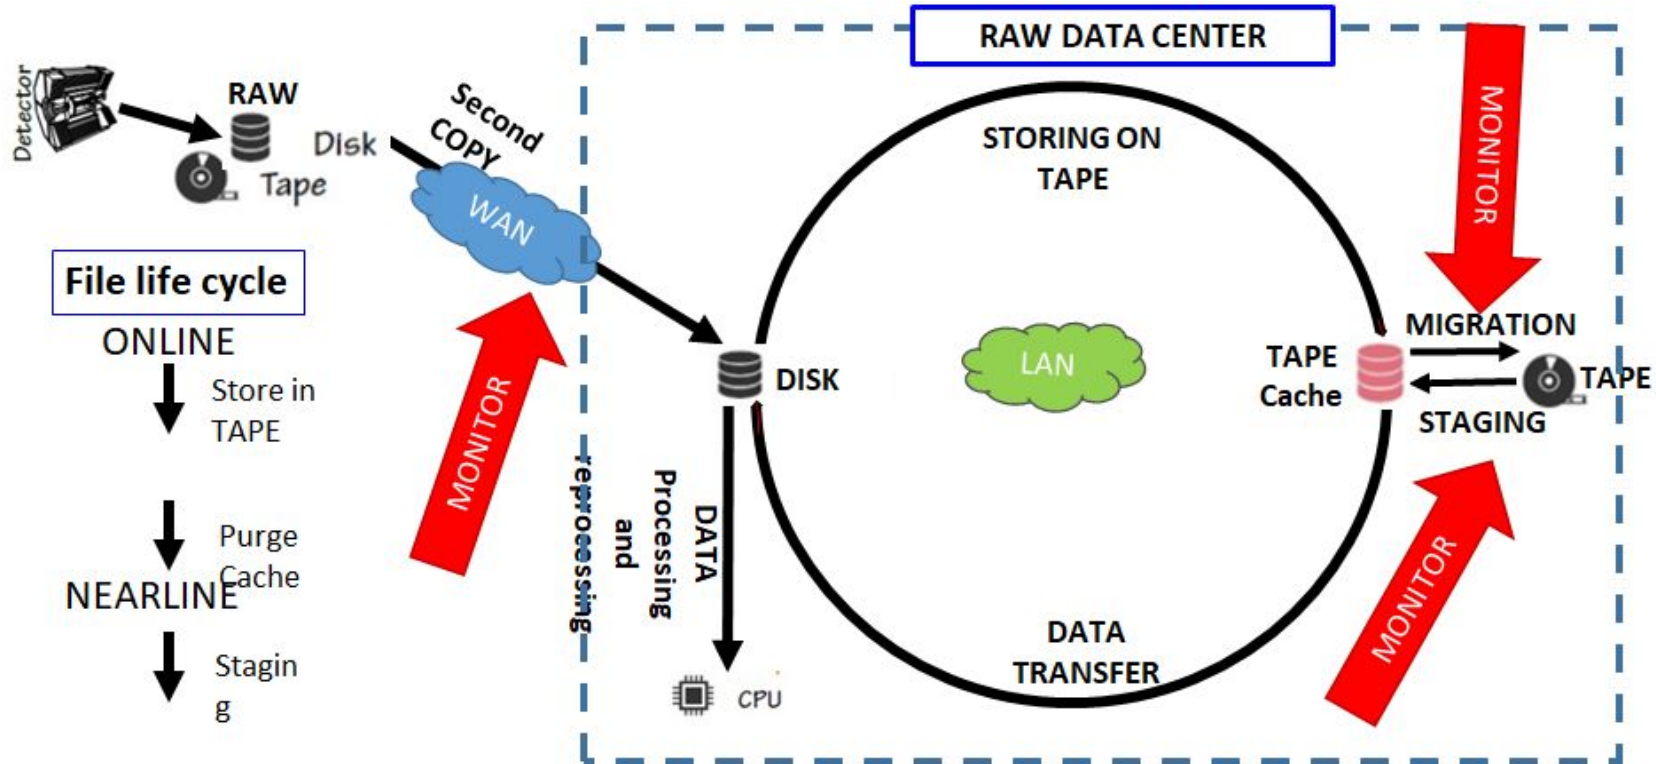 RAW DATA CENTER
Detector
RAW
Disk
Tape
Second
COPY
WAN
File life cycle
ONLINE
Store in
TAPE
Purge
Cache
NEARLINE
Stagin
g
MONITOR
STORING ON
TAPE
LAN
DISK
DATA
Processing
and
reprocessing
CPU
DATA
TRANSFER
TAPE
Cache
MONITOR
MIGRATION
TAPE
STAGING
MONITOR